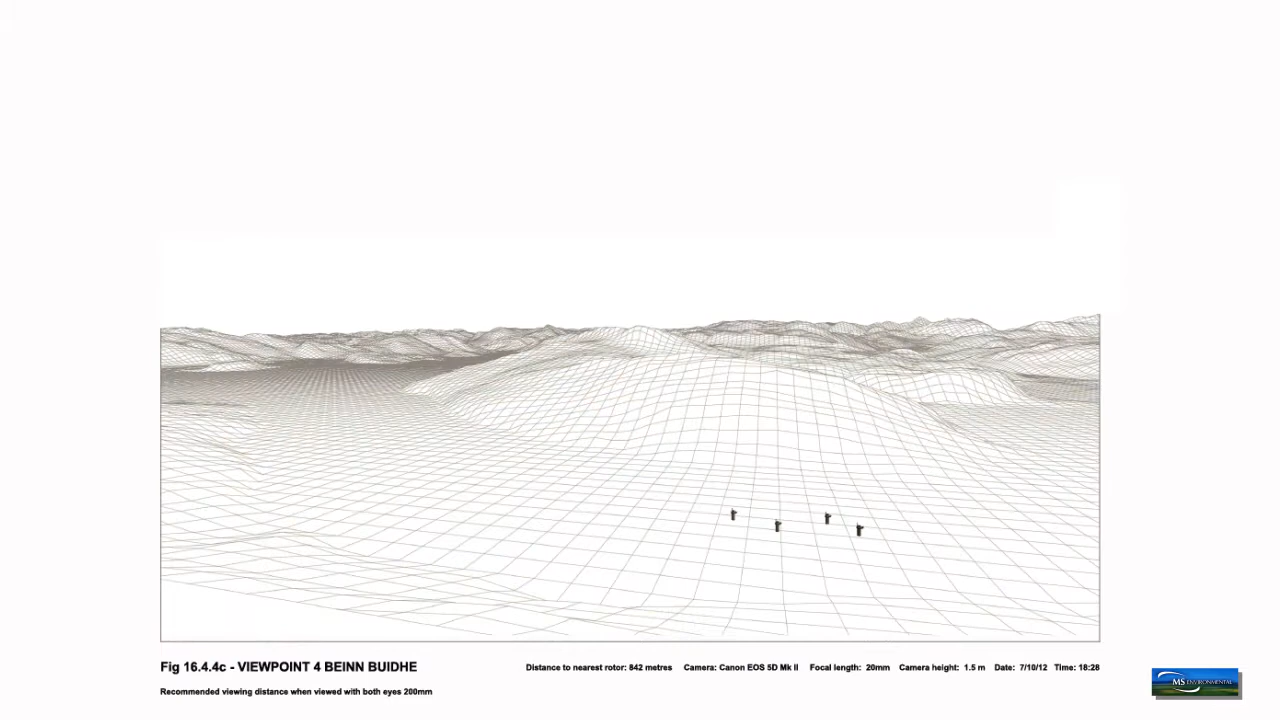 Fig 16.4.4c - VIEWPOINT 4 BEINN BUIDHE
Distance to nearest rotor: 842 metres Camera: Canon EOS 5D Mk II Focal length: 20mm Camera height: 1.5 m Date: 7/10/12 Time: 18:28
Recommended viewing distance when viewed with both eyes 200mm
MS ENVIRONMENTAL